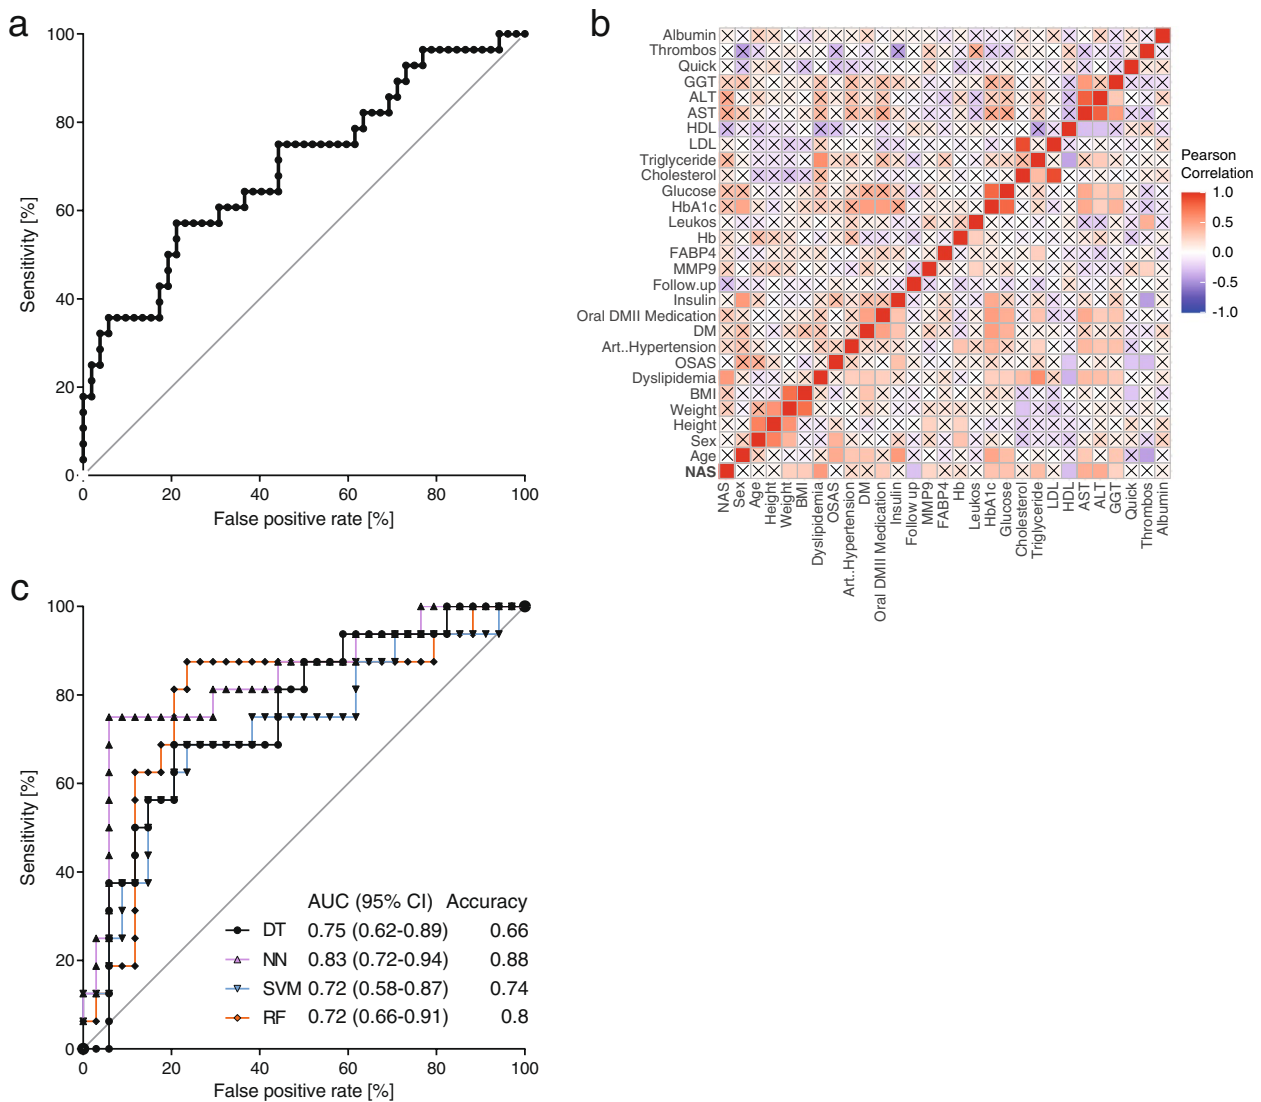 a
100
80
60
40
20
0
Sensitivity [%]
0 20 40 60 80 100
False positive rate [%]
b
Albumin
Thrombos
Quick
GGT
ALT
AST
HDL
LDL
Triglyceride
Cholesterol
Glucose
HbA1c
Leukos
Hb
FABP4
MMP9
Follow.up
Insulin
Oral DMII Medication
DM
Art..Hypertension
OSAS
Dyslipidemia
BMI
Weight
Height
Sex
Age
NAS
NAS
Sex
Age
Height
Weight
BMI
Dyslipidemia
OSAS
Art..Hypertension
DM
Oral DMII Medication
Insulin
Follow up
MMP9
FABP4
Hb
Leukos
HbA1c
Glucose
Cholesterol
Triglyceride
LDL
HDL
AST
ALT
GGT
Quick
Thrombos
Albumin
Pearson
Correlation
1.0
0.5
0.0
-0.5
-1.0
c
100
80
60
40
20
0
Sensitivity [%]
AUC (95% CI) Accuracy
DT 0.75 (0.62-0.89) 0.66
NN 0.83 (0.72-0.94) 0.88
SVM 0.72 (0.58-0.87) 0.74
RF 0.72 (0.66-0.91) 0.8
0 20 40 60 80 100
False positive rate [%]